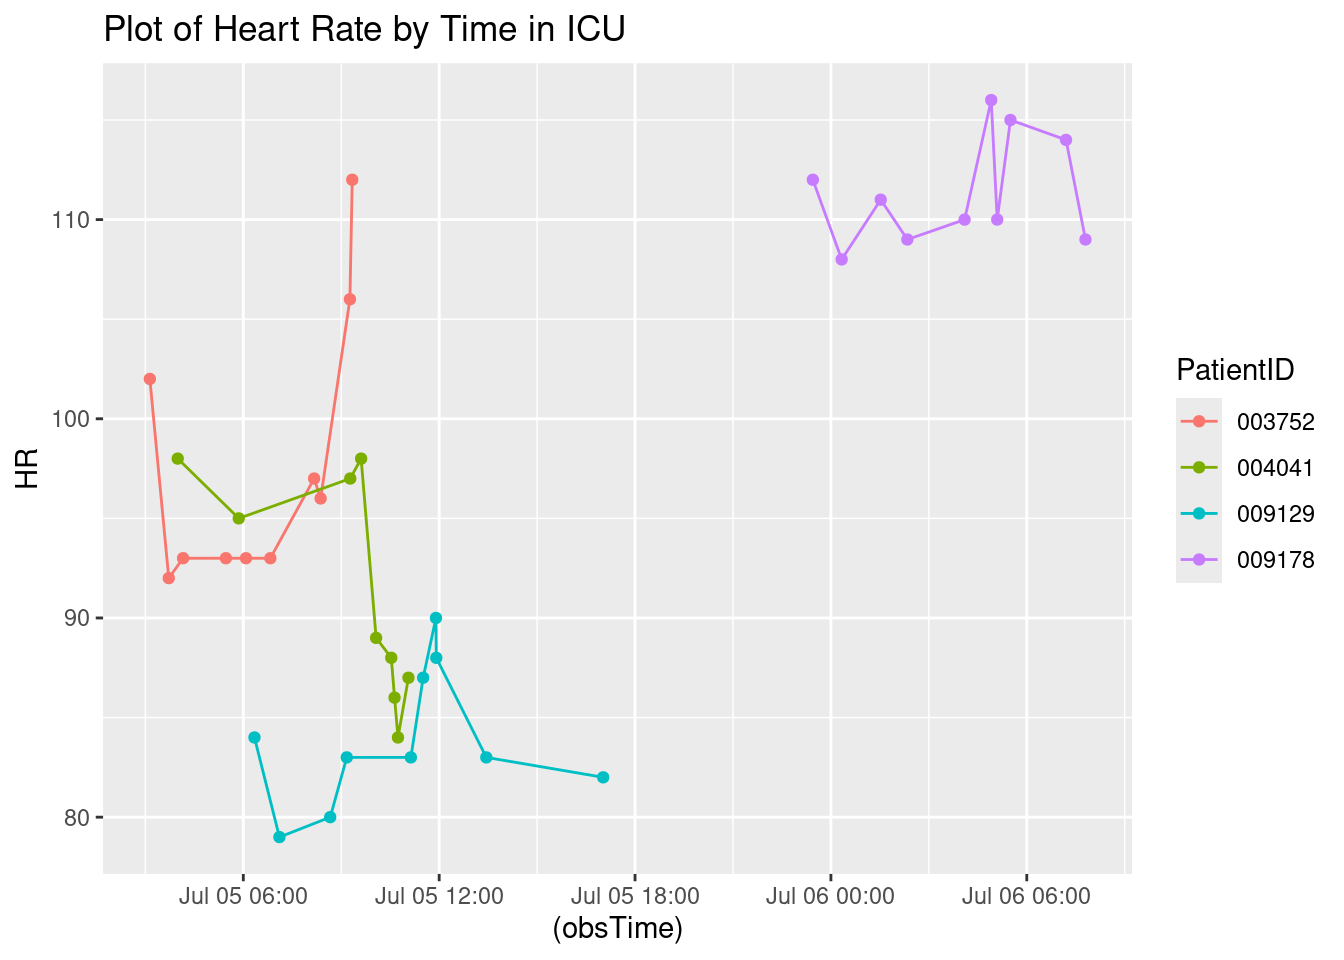 Plot of Heart Rate by Time in ICU
HR
110
100
90
80
Jul 05 06:00
Jul 05 12:00
Jul 05 18:00
Jul 06 00:00
Jul 06 06:00
(obsTime)
PatientID
003752
004041
009129
009178